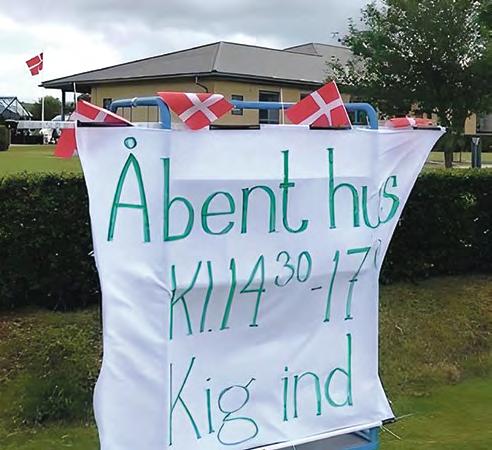 Åbent hus
Kl.14³⁰-17⁰
Kig ind